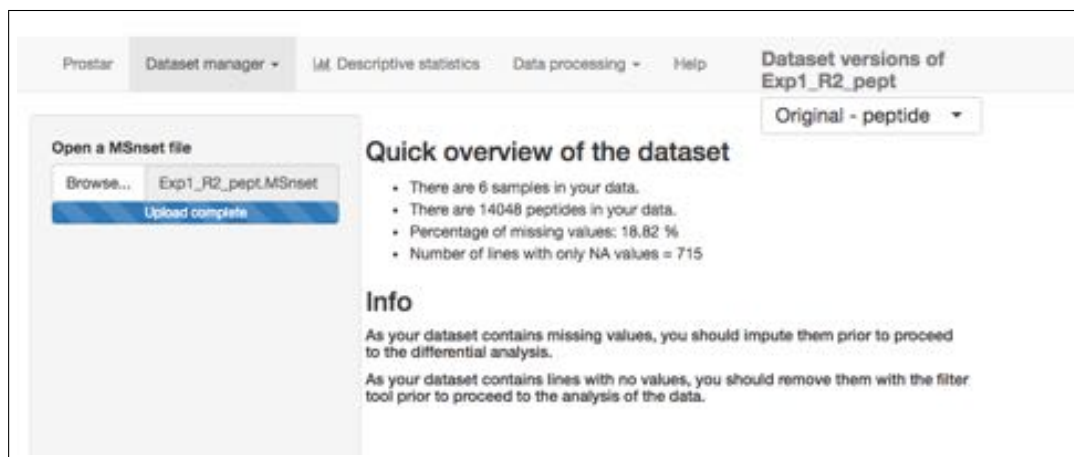 Prostar Dataset manager Descriptive statistics Data processing Help
Dataset versions of
Exp1_R2_pept
Original - peptide
Open a MSnset file
Browse... Exp1_R2_pept.MSnset
Upload complete
Quick overview of the dataset
• There are 6 samples in your data.
• There are 14048 peptides in your data.
• Percentage of missing values: 18.82 %
• Number of lines with only NA values = 715
Info
As your dataset contains missing values, you should impute them prior to proceed
to the differential analysis.
As your dataset contains lines with no values, you should remove them with the filter
tool prior to proceed to the analysis of the data.